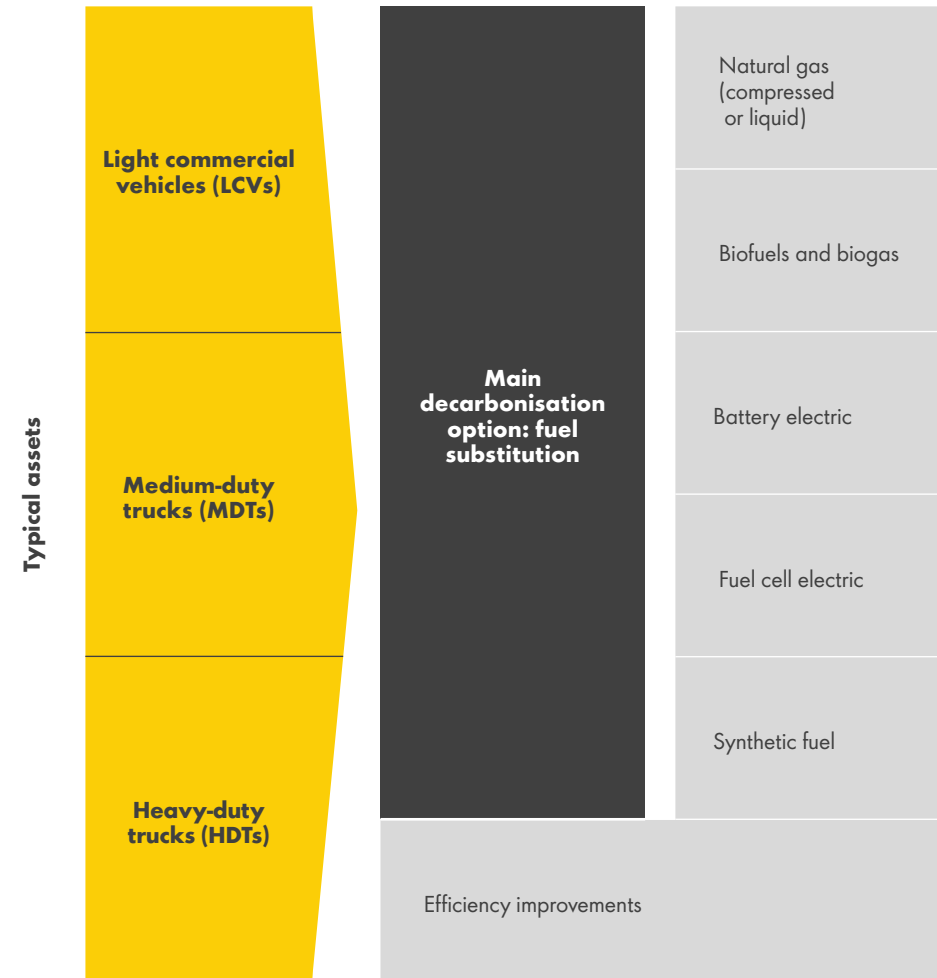 Typical assets
Light commercial
vehicles (LCVs)
Medium-duty
trucks (MDTs)
Heavy-duty
trucks (HDTs)
Main
decarbonisation
option: fuel
substitution
Natural gas
(compressed
or liquid)
Biofuels and biogas
Battery electric
Fuel cell electric
Synthetic fuel
Efficiency improvements